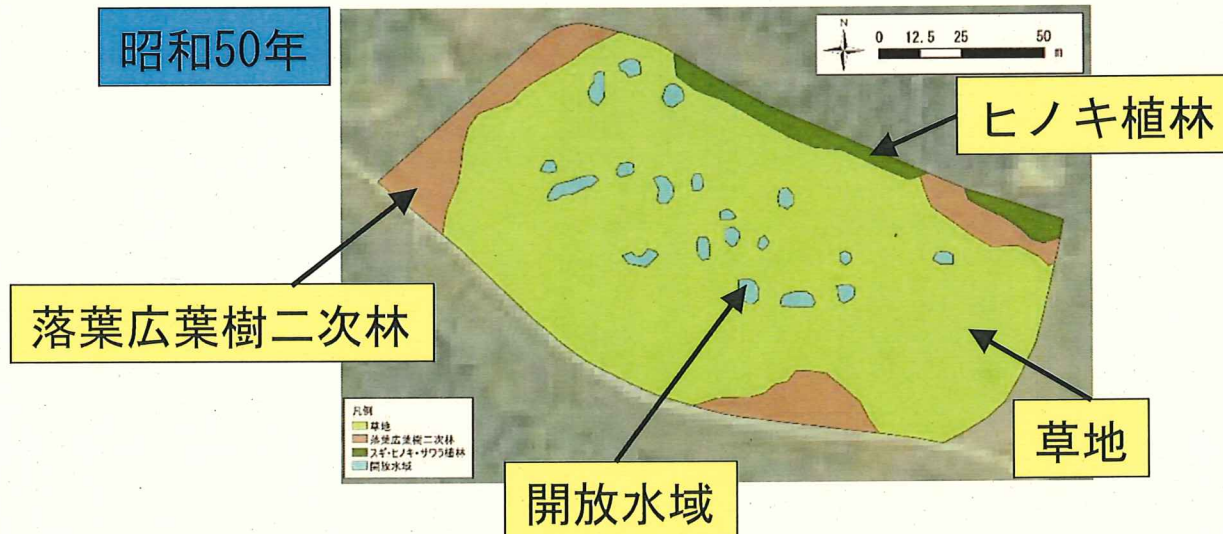 昭和50年
N
0 12.5 25 50
m
ヒノキ植林
落葉広葉樹二次林
凡例
草地
落葉広葉樹二次林
スギ・ヒノキ・サワラ植林
開放水域
草地
開放水域